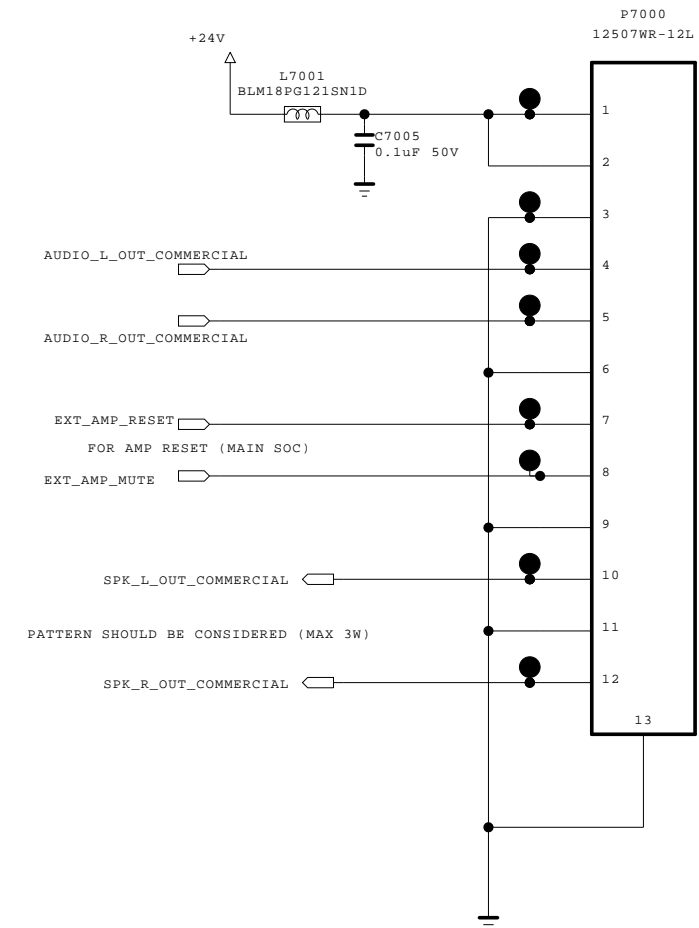 P7000
12507WR-12L
+24V
L7001
BLM18PG121SN1D
1
C7005
0.1uF 50V
2
3
AUDIO_L_OUT_COMMERCIAL
4
5
AUDIO_R_OUT_COMMERCIAL
6
EXT_AMP_RESET
7
FOR AMP RESET (MAIN SOC)
EXT_AMP_MUTE
8
9
SPK_L_OUT_COMMERCIAL
10
PATTERN SHOULD BE CONSIDERED (MAX 3W)
11
SPK_R_OUT_COMMERCIAL
12
13